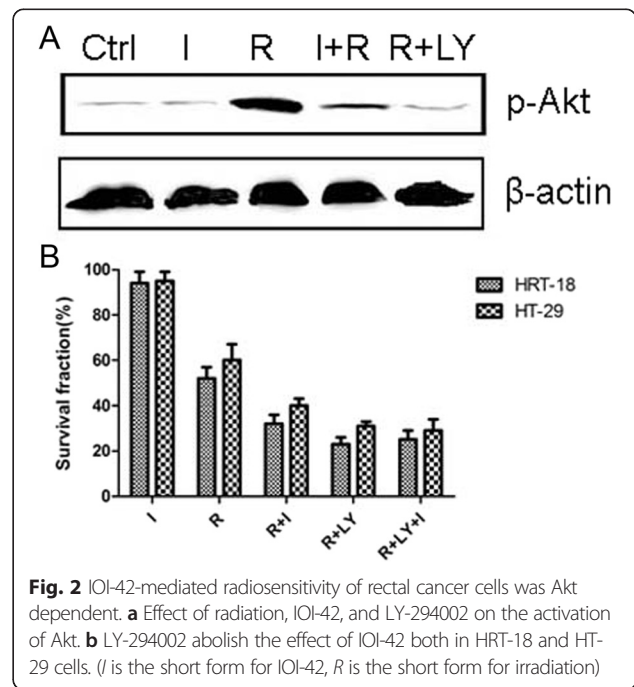 A
Ctrl I R I+R R+LY
p-Akt
β-actin
B
100
80
60
40
20
0
Survival fraction(%)
HRT-18
HT-29
I
R
R+I
R+LY
R+LY+I
Fig. 2 IOI-42-mediated radiosensitivity of rectal cancer cells was Akt
dependent. a Effect of radiation, IOI-42, and LY-294002 on the activation
of Akt. b LY-294002 abolish the effect of IOI-42 both in HRT-18 and HT-
29 cells. (I is the short form for IOI-42, R is the short form for irradiation)